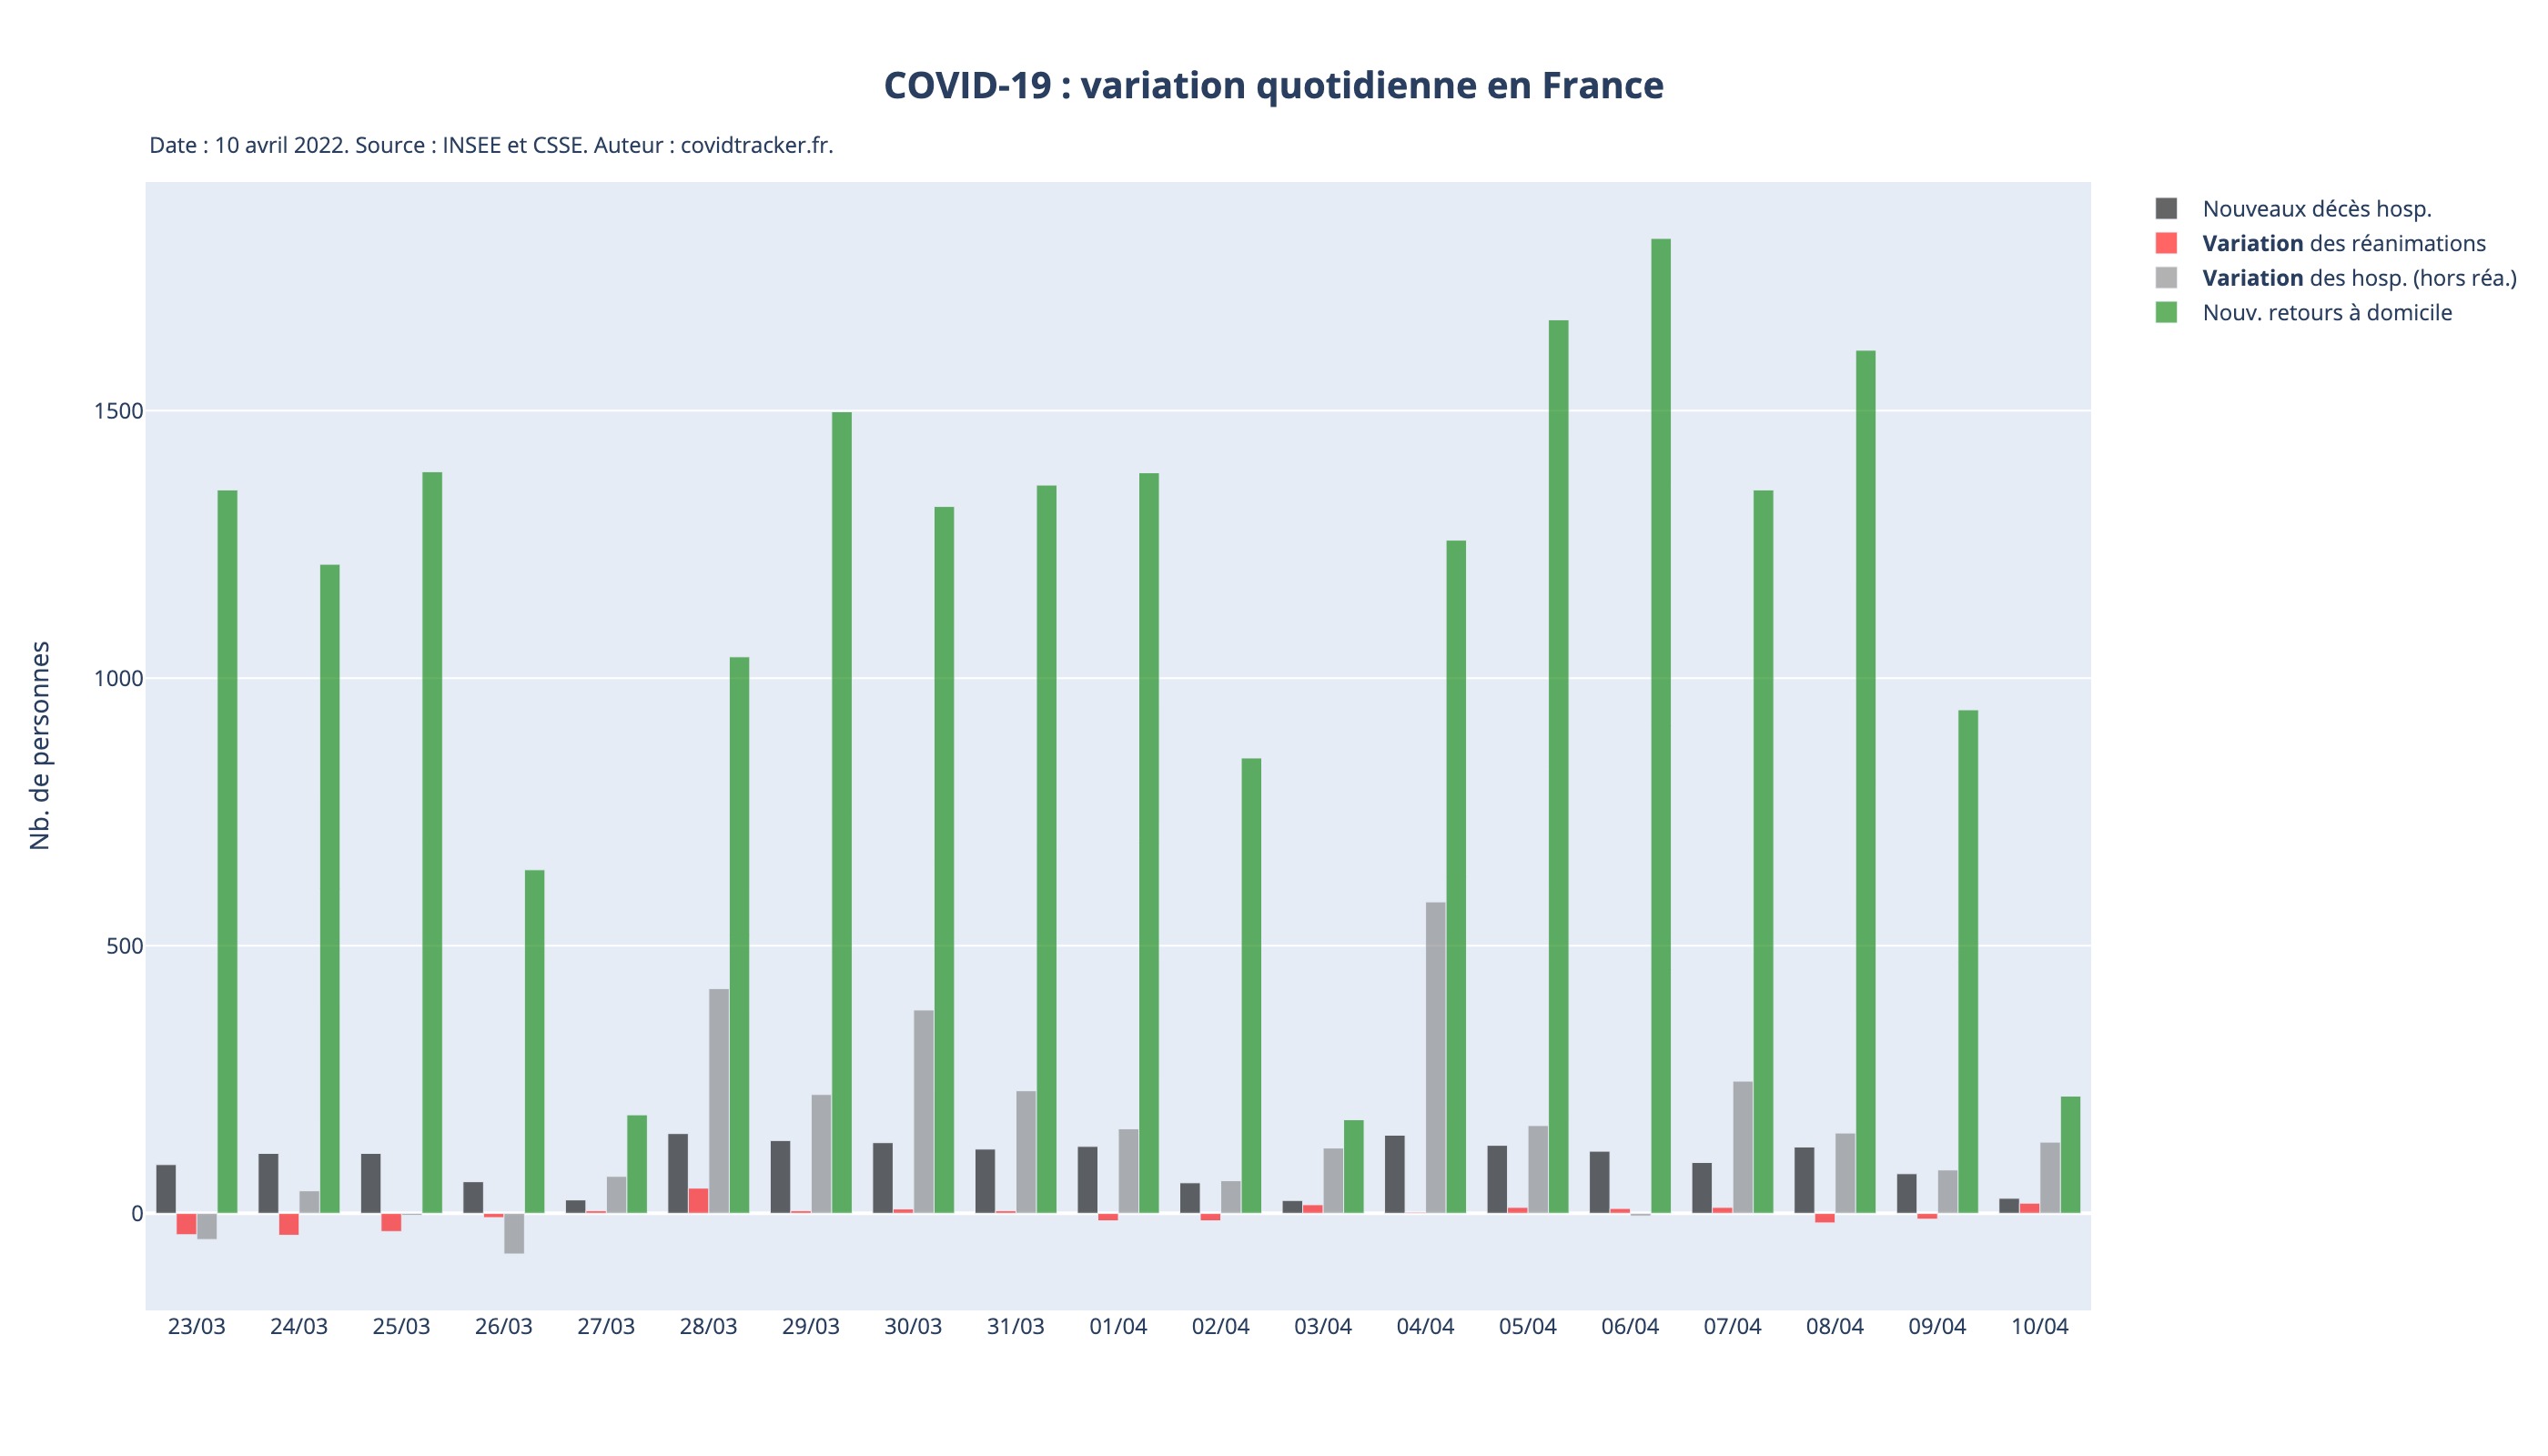 COVID-19 : variation quotidienne en France
Date : 10 avril 2022. Source : INSEE et CSSE. Auteur : covidtracker.fr.
Nouveaux décès hosp.
Variation des réanimations
Variation des hosp. (hors réa.)
Nouv. retours à domicile
Nb. de personnes
1500
1000
500
0
23/03 24/03 25/03 26/03 27/03 28/03 29/03 30/03 31/03 01/04 02/04 03/04 04/04 05/04 06/04 07/04 08/04 09/04 10/04